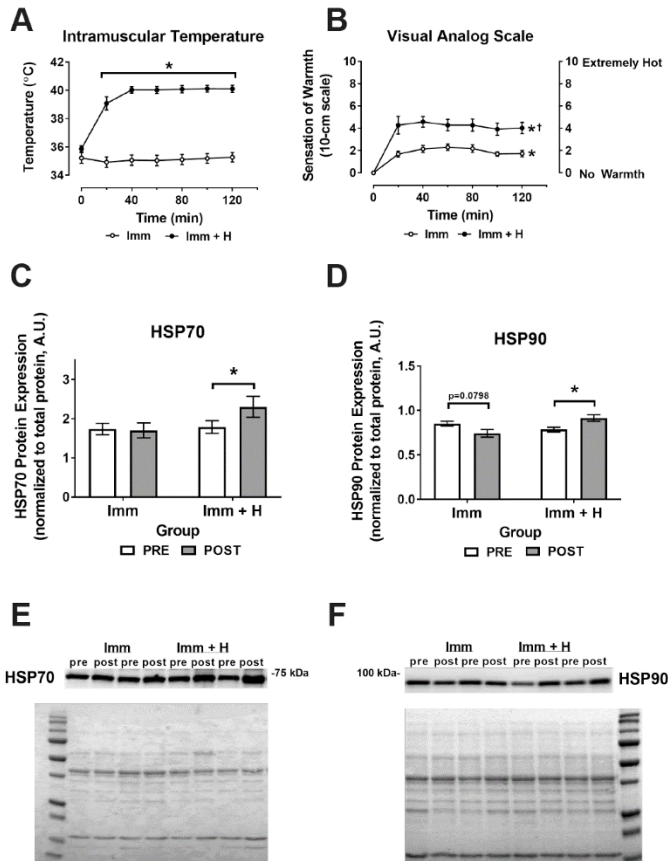 A
Intramuscular Temperature
Temperature (°C)
42
40
38
36
34
*
0 40 80 120
Time (min)
Imm Imm + H
B
Visual Analog Scale
Sensation of Warmth
(10-cm scale)
10
8
6
4
2
0
*†
*
10 Extremely Hot
8
6
4
2
0 No Warmth
0 40 80 120
Time (min)
Imm Imm + H
C
HSP70
HSP70 Protein Expression
(normalized to total protein, A.U.)
3
2
1
0
*
Imm Imm + H
Group
PRE POST
D
HSP90
HSP90 Protein Expression
(normalized to total protein, A.U.)
1.5
1.0
0.5
0.0
p=0.0798
*
Imm Imm + H
Group
PRE POST
E
Imm Imm + H
pre post pre post pre post pre post
HSP70
-75 kDa
F
Imm Imm + H
pre post pre post pre post pre post
100 kDa-
HSP90